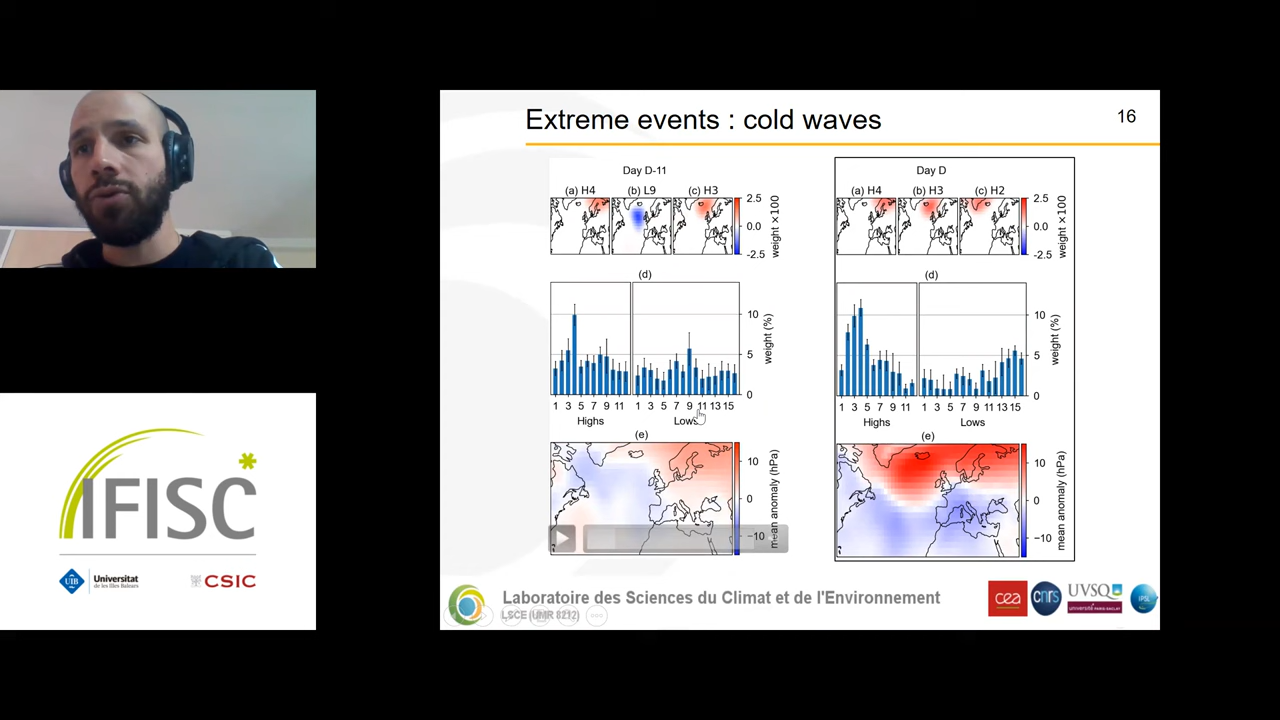 Extreme events : cold waves
16
Day D-11
(a) H4 (b) L9 (c) H3
2.5
0.0
-2.5
weight ×100
(d)
10
5
0
weight (%)
1 3 5 7 9 11 1 3 5 7 9 11 13 15
Highs Lows
(e)
10
0
−10
mean anomaly (hPa)
Day D
(a) H4 (b) H3 (c) H2
2.5
0.0
-2.5
weight ×100
(d)
10
5
0
weight (%)
1 3 5 7 9 11 1 3 5 7 9 11 13 15
Highs Lows
(e)
10
0
−10
mean anomaly (hPa)
IFISC
UIB Universitat
de les Illes Balears
CSIC
Laboratoire des Sciences du Climat et de l'Environnement
LSCE (UMR 8212)
cea
cnrs
UVSQ
université PARIS-SACLAY
IPSL